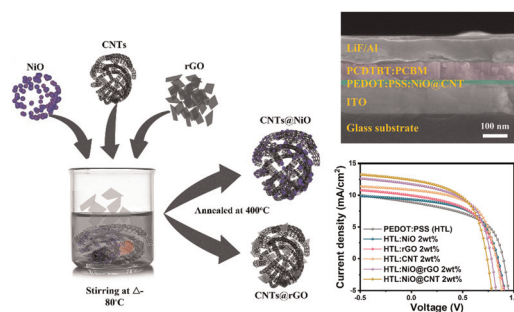 CNTs
NiO
rGO
CNTs@NiO
Annealed at 400°C
CNTs@rGO
Stirring at △-
80°C
LiF/Al
PCDTBT:PCBM
PEDOT:PSS:NiO@CNT
ITO
Glass substrate
100 nm
Current density (mA/cm²)
15
10
5
0
-5
PEDOT:PSS (HTL)
HTL:NiO 2wt%
HTL:rGO 2wt%
HTL:CNT 2wt%
HTL:NiO@rGO 2wt%
HTL:NiO@CNT 2wt%
-0.5
0.0
0.5
Voltage (V)